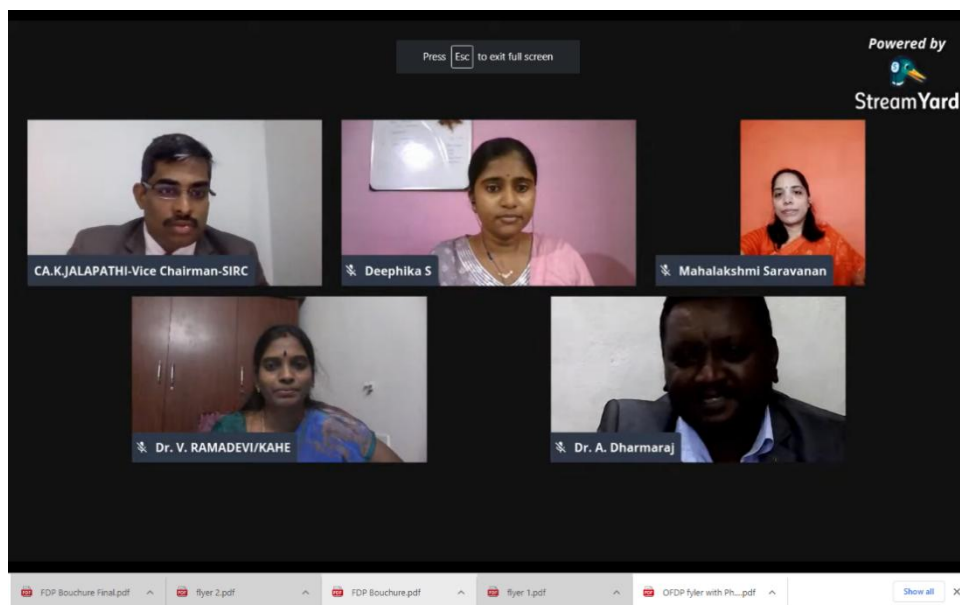 Press Esc to exit full screen
Powered by
StreamYard
CA.K.JALAPATHI-Vice Chairman-SIRC
Deephika S
Mahalakshmi Saravanan
Dr. V. RAMADEVI/KAHE
Dr. A. Dharmaraj
FDP Bouchure Final.pdf
flyer 2.pdf
FDP Bouchure.pdf
flyer 1.pdf
OFDP fyler with Ph....pdf
Show all